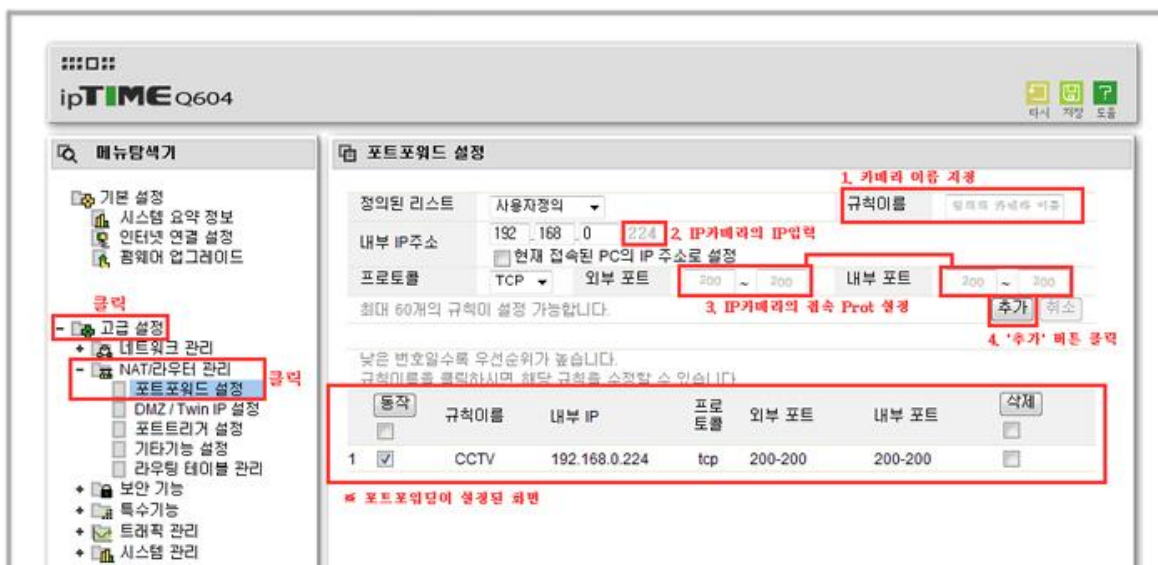 ipTIME Q604
다시 저장 도움
메뉴탐색기
기본 설정
시스템 요약 정보
인터넷 연결 설정
펌웨어 업그레이드
클릭
고급 설정
네트워크 관리
NAT/라우터 관리
클릭
포트포워드 설정
DMZ / Twin IP 설정
포트트리거 설정
기타기능 설정
라우팅 테이블 관리
보안 기능
특수기능
트래픽 관리
시스템 관리
포트포워드 설정
1. 카메라 이름 지정
정의된 리스트 사용자정의 규칙이름 임의의 카메라 이름
내부 IP주소 192 . 168 . 0 . 224 2. IP카메라의 IP입력
현재 접속된 PC의 IP 주소로 설정
프로토콜 TCP 외부 포트 200 ~ 200 내부 포트 200 ~ 200
최대 60개의 규칙이 설정 가능합니다. 3. IP카메라의 접속 Prot 설정 추가 취소
4. '추가' 버튼 클릭
낮은 번호일수록 우선순위가 높습니다.
규칙이름을 클릭하시면 해당 규칙을 수정할 수 있습니다
동작 규칙이름 내부 IP 프로토콜 외부 포트 내부 포트 삭제
1 CCTV 192.168.0.224 tcp 200-200 200-200
※ 포트포워딩이 설정된 화면